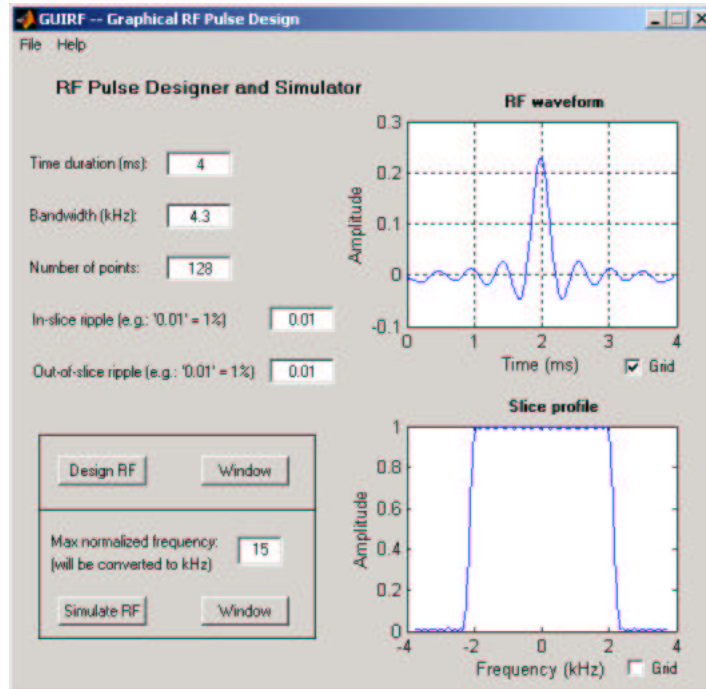 GUIRF -- Graphical RF Pulse Design
File Help
RF Pulse Designer and Simulator
Time duration (ms): 4
Bandwidth (kHz): 4.3
Number of points: 128
In-slice ripple (e.g.: '0.01' = 1%) 0.01
Out-of-slice ripple (e.g.: '0.01' = 1%) 0.01
Design RF Window
Max normalized frequency: 15
(will be converted to kHz)
Simulate RF Window
RF waveform
0.3
0.2
0.1
0
-0.1
Amplitude
0 1 2 3 4
Time (ms) Grid
Slice profile
1
0.8
0.6
0.4
0.2
0
Amplitude
-4 -2 0 2 4
Frequency (kHz) Grid